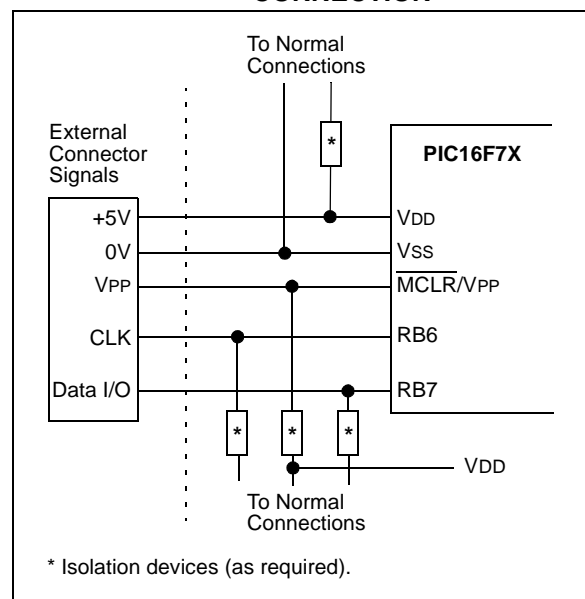 CONNECTION
To Normal
Connections
External
Connector
Signals
*
PIC16F7X
+5V
VDD
0V
VSS
VPP
MCLR/VPP
CLK
RB6
Data I/O
RB7
* * *
VDD
To Normal
Connections
* Isolation devices (as required).